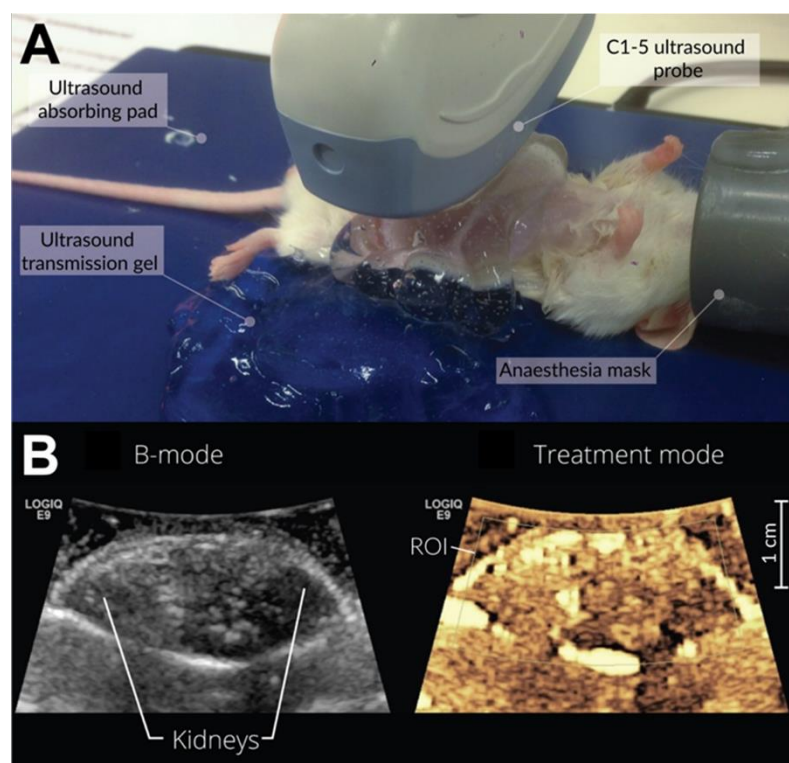 A
Ultrasound
absorbing pad
C1-5 ultrasound
probe
Ultrasound
transmission gel
Anaesthesia mask
B
B-mode
Treatment mode
LOGIQ
E9
LOGIQ
E9
ROI
1 cm
Kidneys